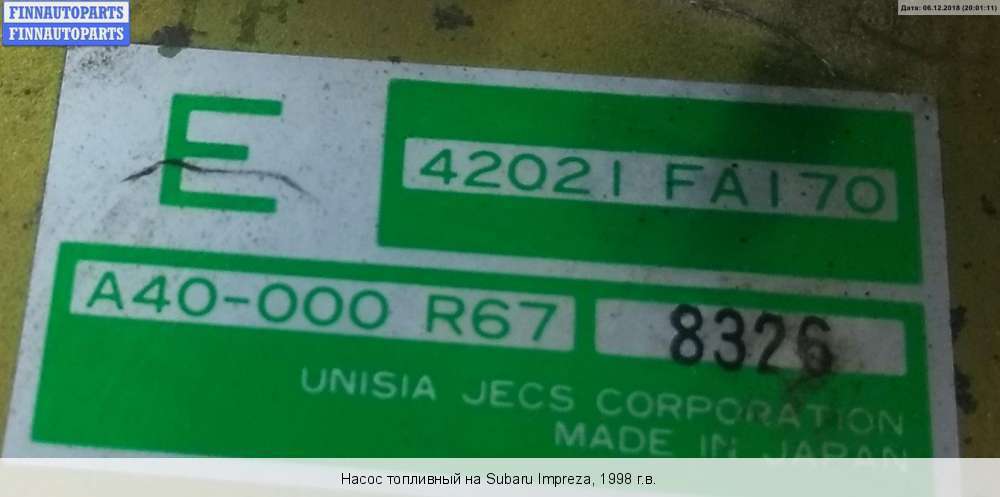 FINNAUTOPARTS
FINNAUTOPARTS
Дата: 06.12.2018 (20:01:11)
E
42021 FA170
A40-000 R67
8326
UNISIA JECS CORPORATION
MADE IN JAPAN
Насос топливный на Subaru Impreza, 1998 г.в.